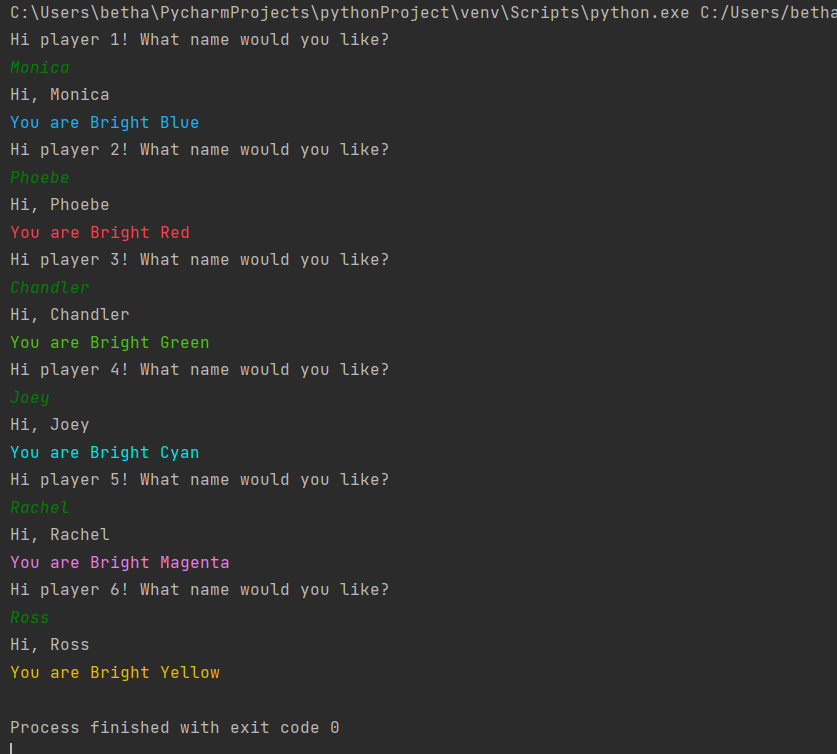 C:\Users\betha\PycharmProjects\pythonProject\venv\Scripts\python.exe C:/Users/betha
Hi player 1! What name would you like?
Monica
Hi, Monica
You are Bright Blue
Hi player 2! What name would you like?
Phoebe
Hi, Phoebe
You are Bright Red
Hi player 3! What name would you like?
Chandler
Hi, Chandler
You are Bright Green
Hi player 4! What name would you like?
Joey
Hi, Joey
You are Bright Cyan
Hi player 5! What name would you like?
Rachel
Hi, Rachel
You are Bright Magenta
Hi player 6! What name would you like?
Ross
Hi, Ross
You are Bright Yellow
Process finished with exit code 0